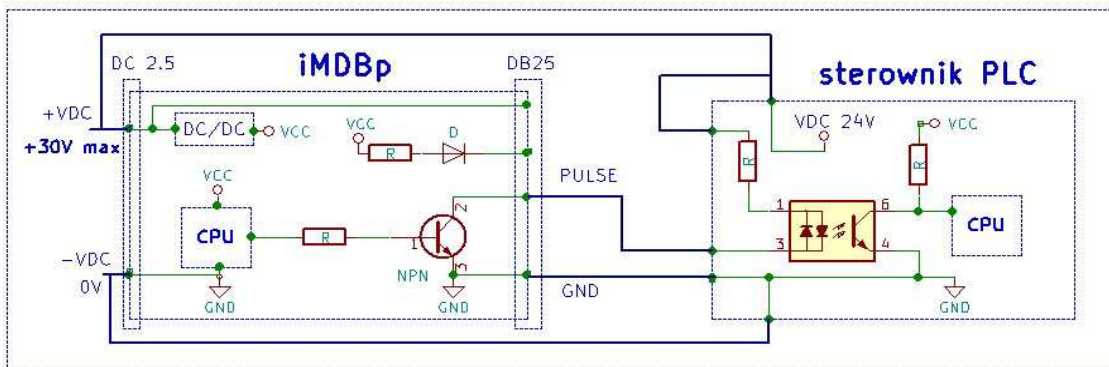 DC 2.5
iMDBp
DB25
sterownik PLC
+VDC
+30V max
DC/DC
VCC
VCC
R
D
VDC 24V
VCC
R
R
PULSE
VCC
CPU
R
1
2
3
NPN
1
3
6
4
CPU
-VDC
0V
GND
GND
GND
GND